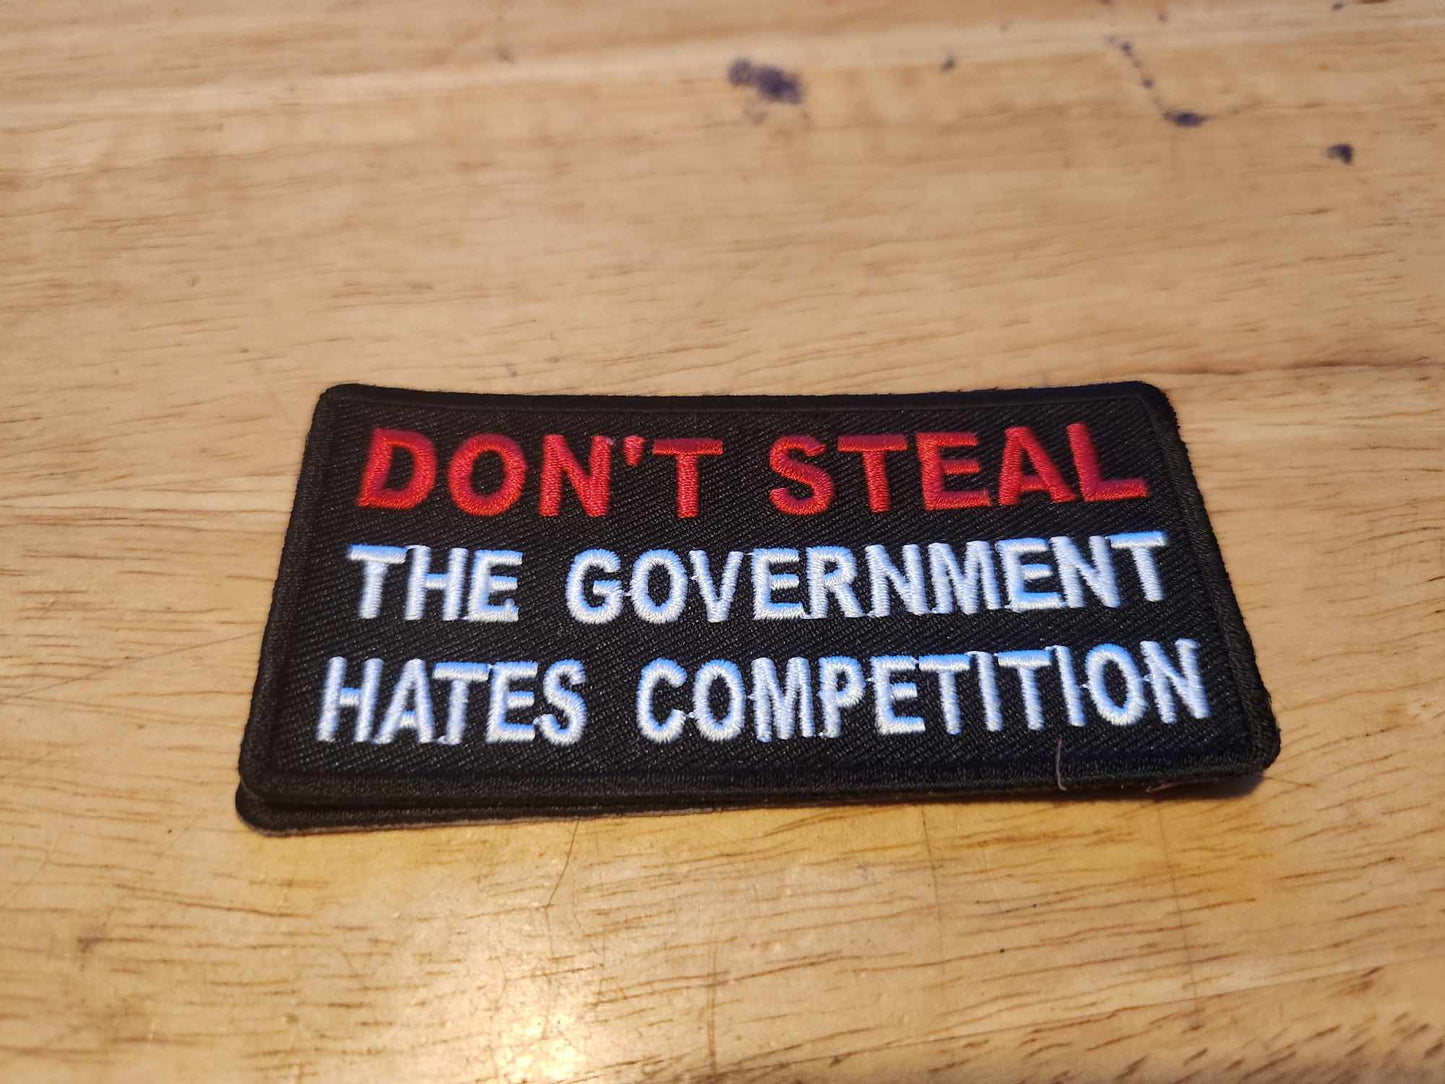 DON'T STEAL
THE GOVERNMENT
HATES COMPETITION